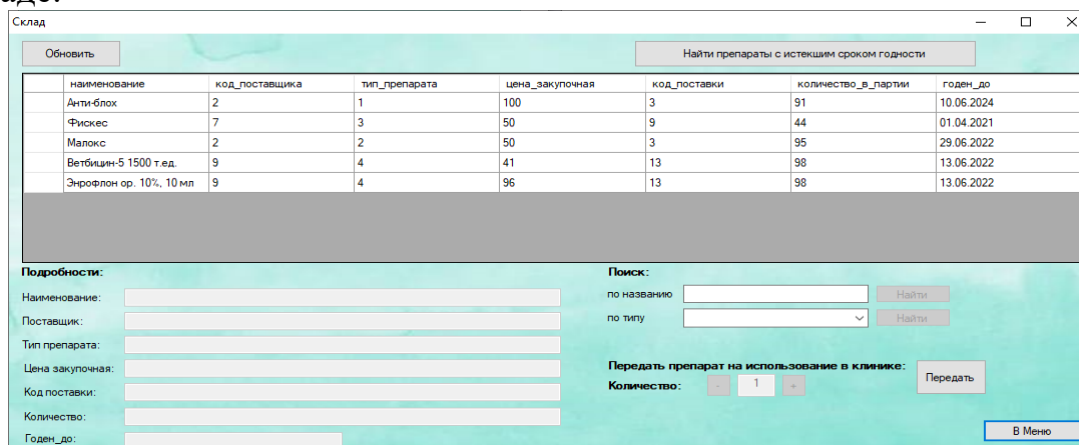 Склад
Обновить
Найти препараты с истекшим сроком годности
наименование код_поставщика тип_препарата цена_закупочная код_поставки количество_в_партии годен_до
Анти-блох 2 1 100 3 91 10.06.2024
Фискес 7 3 50 9 44 01.04.2021
Малокс 2 2 50 3 95 29.06.2022
Ветбицин-5 1500 т.ед. 9 4 41 13 98 13.06.2022
Энрофлон ор. 10%, 10 мл 9 4 96 13 98 13.06.2022
Подробности:
Наименование:
Поставщик:
Тип препарата:
Цена закупочная:
Код поставки:
Количество:
Годен_до:
Поиск:
по названию Найти
по типу Найти
Передать препарат на использование в клинике:
Количество: - 1 + Передать
В Меню